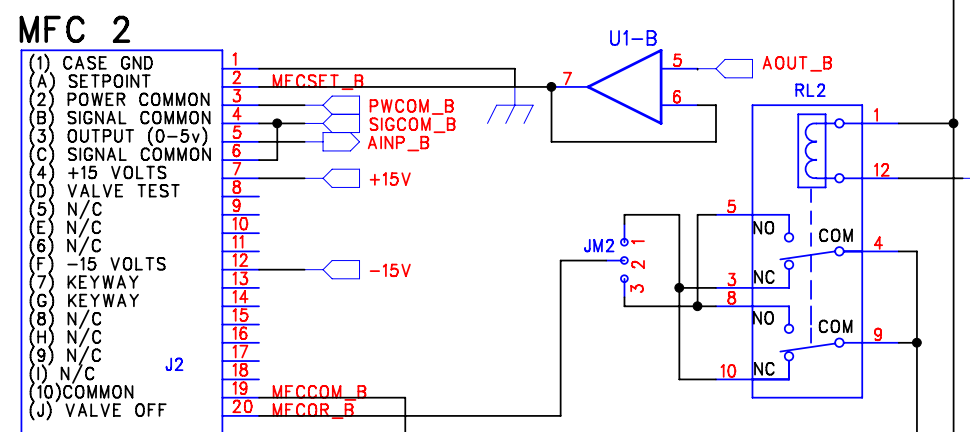 MFC 2
(1) CASE GND 1
(A) SETPOINT 2 MFCSET_B
(2) POWER COMMON 3 PWCOM_B
(B) SIGNAL COMMON 4 SIGCOM_B
(3) OUTPUT (0-5v) 5 AINP_B
(C) SIGNAL COMMON 6
(4) +15 VOLTS 7 +15V
(D) VALVE TEST 8
(5) N/C 9
(E) N/C 10
(6) N/C 11
(F) -15 VOLTS 12 -15V
(7) KEYWAY 13
(G) KEYWAY 14
(8) N/C 15
(H) N/C 16
(9) N/C 17
(I) N/C 18
J2
(10)COMMON 19 MFCCOM_B
(J) VALVE OFF 20 MFCOR_B
U1-B
7
5 AOUT_B
6
JM2
1
2
3
RL2
1
12
5 NO
COM 4
3 NC
8 NO
COM 9
10 NC